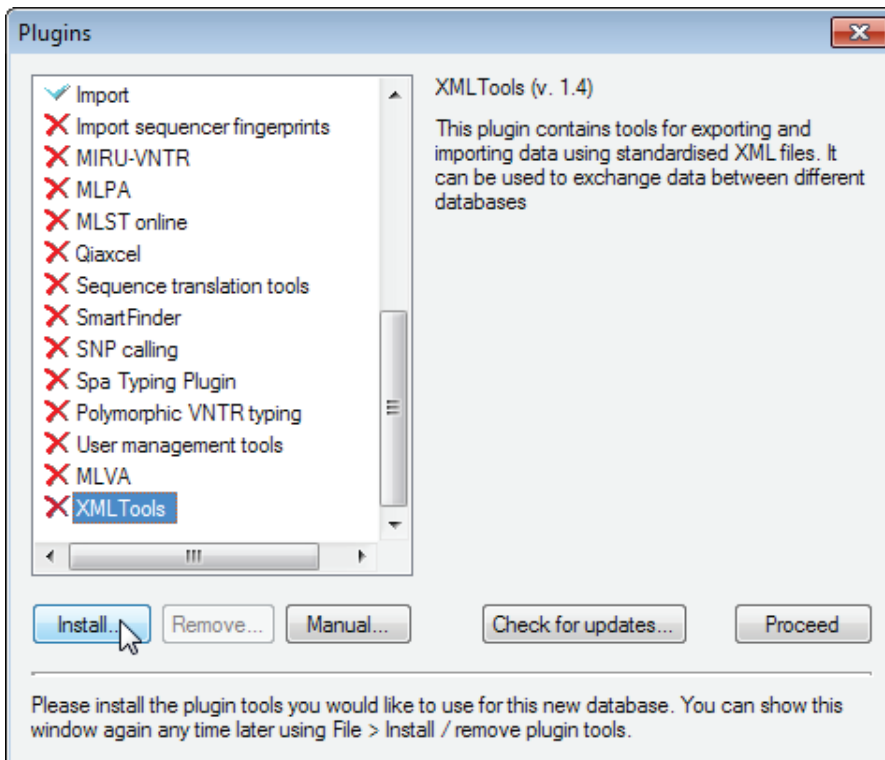 Plugins
Import
Import sequencer fingerprints
MIRU-VNTR
MLPA
MLST online
Qiaxcel
Sequence translation tools
SmartFinder
SNP calling
Spa Typing Plugin
Polymorphic VNTR typing
User management tools
MLVA
XMLTools
XMLTools (v. 1.4)
This plugin contains tools for exporting and
importing data using standardised XML files. It
can be used to exchange data between different
databases
Install...
Remove...
Manual...
Check for updates...
Proceed
Please install the plugin tools you would like to use for this new database. You can show this
window again any time later using File > Install / remove plugin tools.